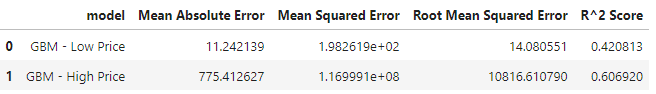 model Mean Absolute Error Mean Squared Error Root Mean Squared Error R^2 Score
0 GBM - Low Price 11.242139 1.982619e+02 14.080551 0.420813
1 GBM - High Price 775.412627 1.169991e+08 10816.610790 0.606920